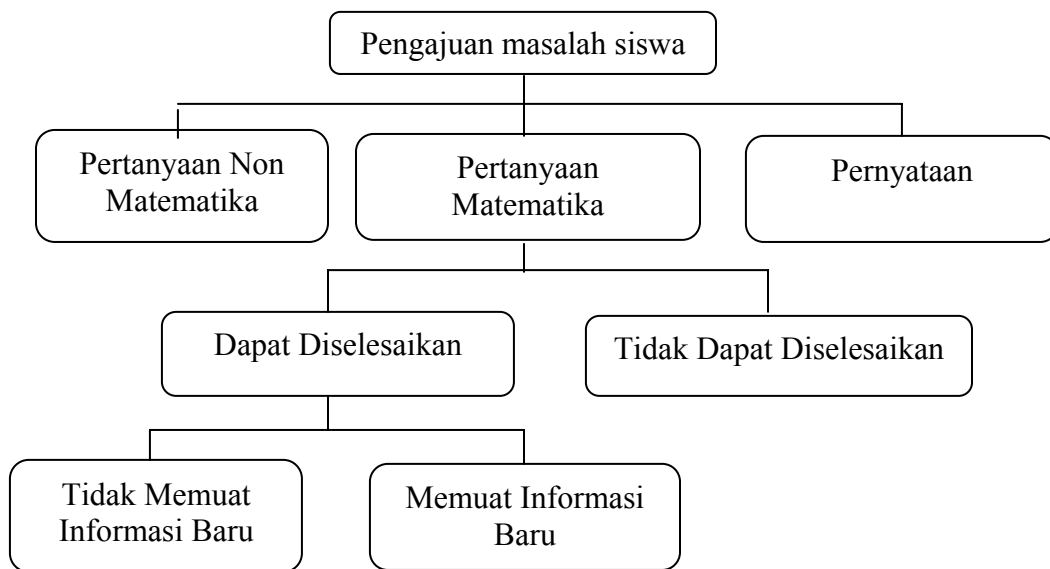 Pengajuan masalah siswa
Pertanyaan Non
Matematika
Pertanyaan
Matematika
Pernyataan
Dapat Diselesaikan
Tidak Dapat Diselesaikan
Tidak Memuat
Informasi Baru
Memuat Informasi
Baru